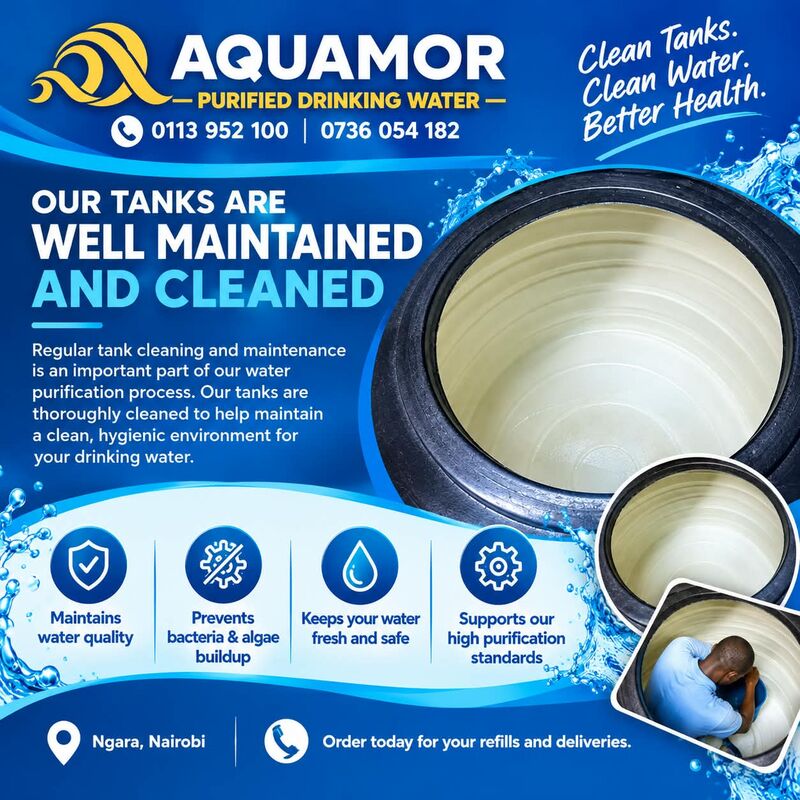 AQUAMOR
PURIFIED DRINKING WATER
0113 952 100 | 0736 054 182
Clean Tanks.
Clean Water.
Better Health.
OUR TANKS ARE
WELL MAINTAINED
AND CLEANED
Regular tank cleaning and maintenance
is an important part of our water
purification process. Our tanks are
thoroughly cleaned to help maintain
a clean, hygienic environment for
your drinking water.
Maintains
water quality
Prevents
bacteria & algae
buildup
Keeps your water
fresh and safe
Supports our
high purification
standards
Ngara, Nairobi
Order today for your refills and deliveries.